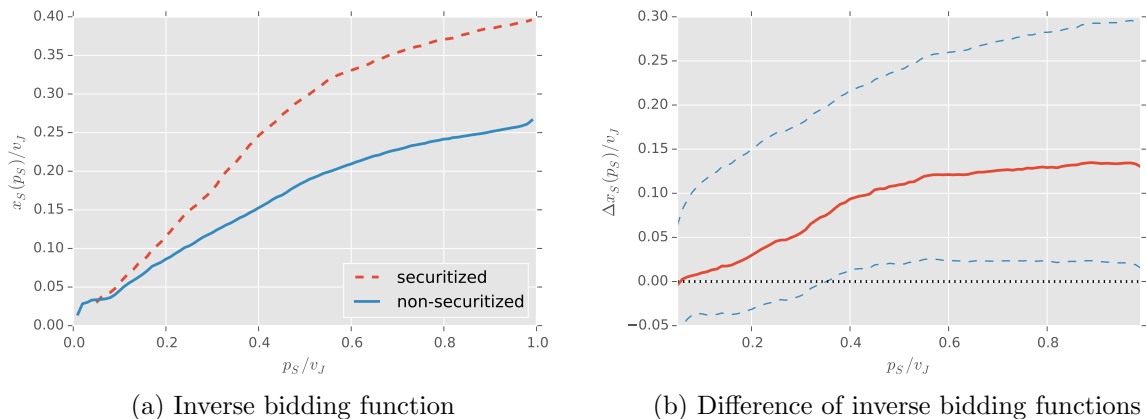 0.40
0.35
0.30
0.25
0.20
0.15
0.10
0.05
0.00
x_S(p_S)/v_J
securitized
non-securitized
0.0 0.2 0.4 0.6 0.8 1.0
p_S/v_J
(a) Inverse bidding function
0.30
0.25
0.20
0.15
0.10
0.05
0.00
−0.05
Δx_S(p_S)/v_J
0.2 0.4 0.6 0.8
p_S/v_J
(b) Difference of inverse bidding functions